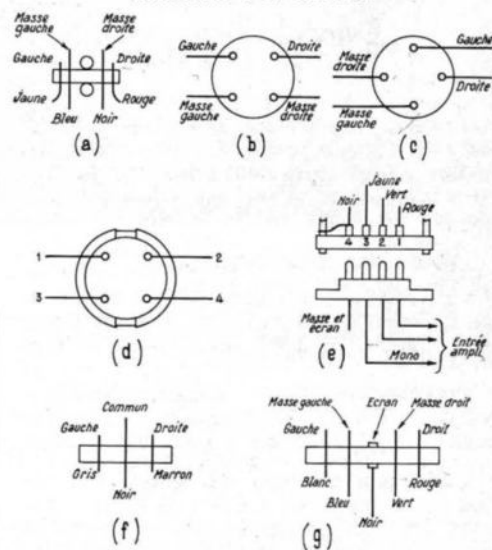 Masse
gauche
Masse
droite
Gauche
Droite
Jaune
Rouge
Bleu
Noir
(a)
Gauche
Droite
Masse
gauche
Masse
droite
(b)
Gauche
Masse
droite
Droite
Masse
gauche
(c)
1
2
3
4
(d)
Jaune
Noir
Vert
Rouge
4 3 2 1
Masse et
écran
Mono
Entrée
ampli.
(e)
Commun
Gauche
Droite
Gris
Marron
Noir
(f)
Masse gauche
Ecran
Masse droit
Gauche
Droit
Blanc
Rouge
Bleu
Vert
Noir
(g)